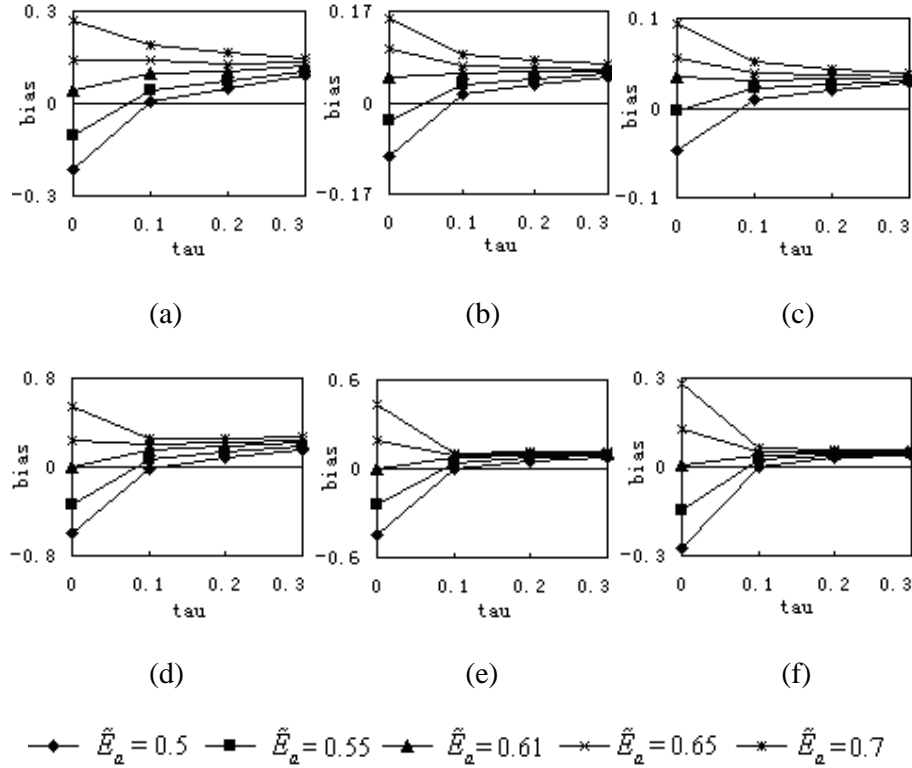 0.3 0.17 0.1
bias bias bias
0 0 0
-0.3 -0.17 -0.1
0 0.1 0.2 0.3 0 0.1 0.2 0.3 0 0.1 0.2 0.3
tau tau tau
(a) (b) (c)
0.8 0.6 0.3
bias bias bias
0 0 0
-0.8 -0.6 -0.3
0 0.1 0.2 0.3 0 0.1 0.2 0.3 0 0.1 0.2 0.3
tau tau tau
(d) (e) (f)
Ẽₐ = 0.5 Ẽₐ = 0.55 Ẽₐ = 0.61 Ẽₐ = 0.65 Ẽₐ = 0.7